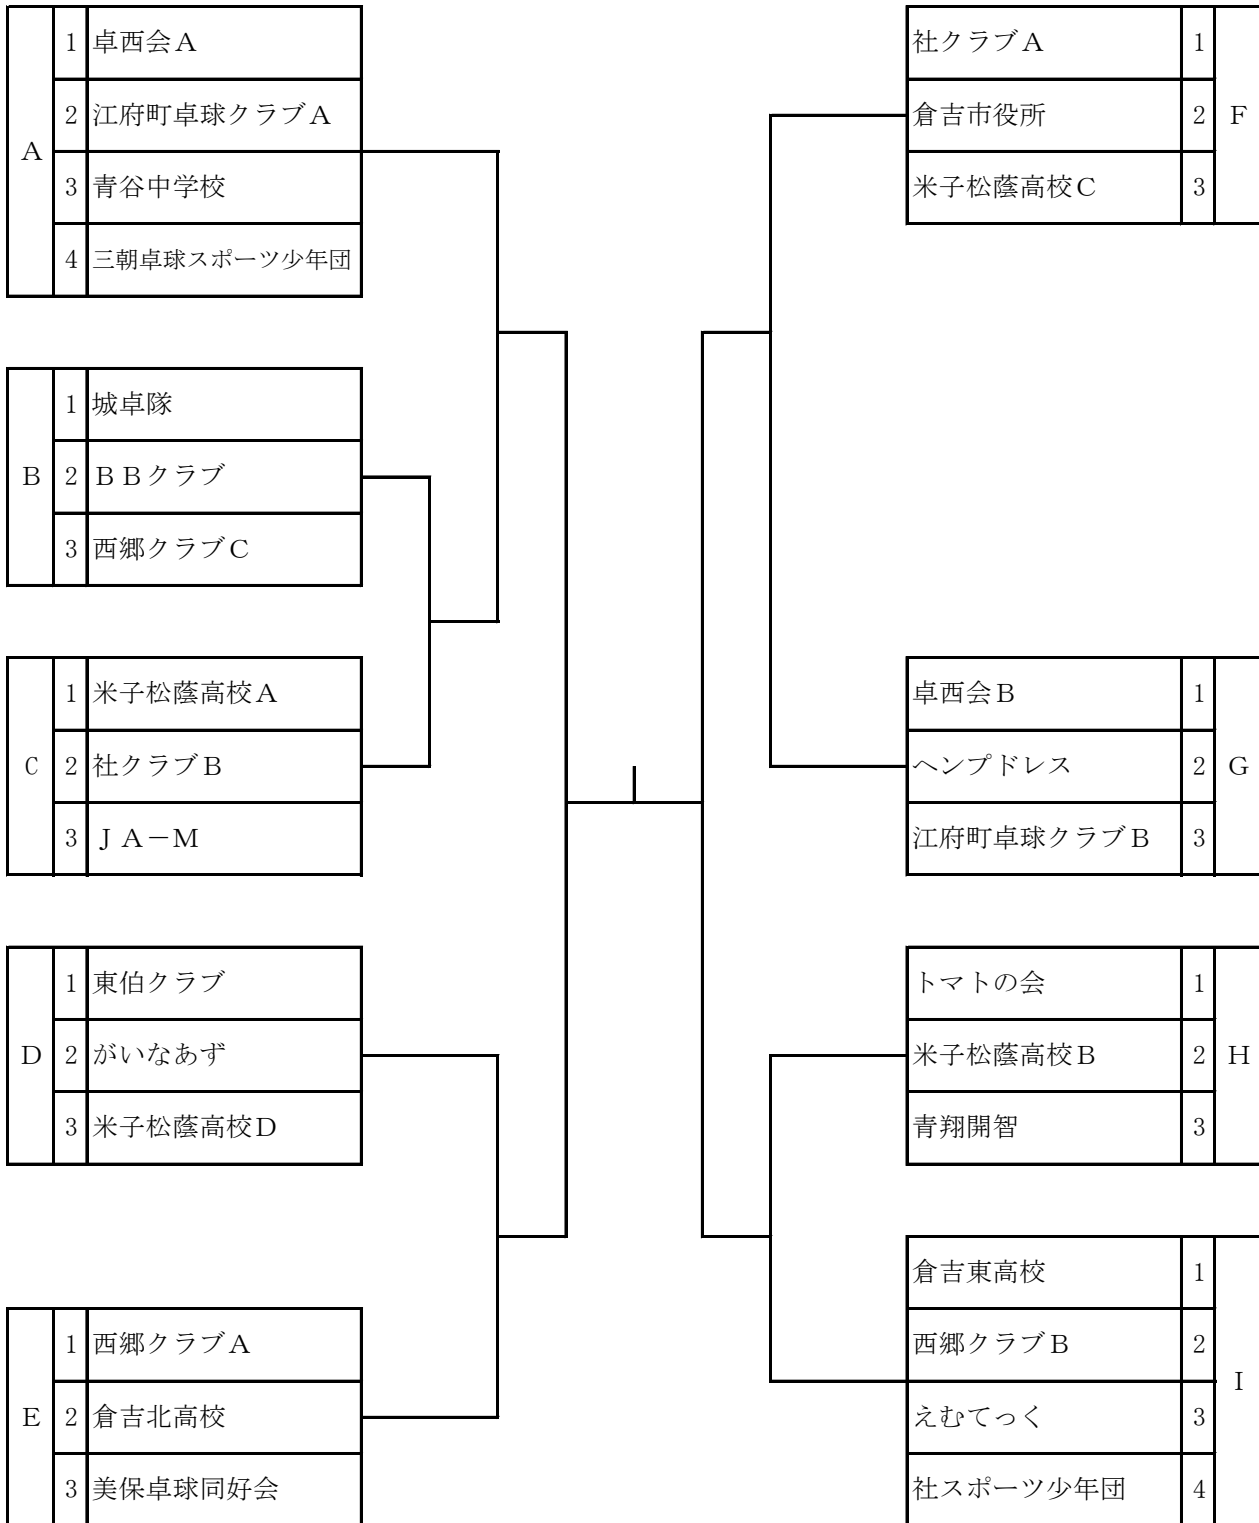 A
1 卓西会A
2 江府町卓球クラブA
3 青谷中学校
4 三朝卓球スポーツ少年団
B
1 城卓隊
2 BBクラブ
3 西郷クラブC
C
1 米子松蔭高校A
2 社クラブB
3 JA-M
D
1 東伯クラブ
2 がいなあず
3 米子松蔭高校D
E
1 西郷クラブA
2 倉吉北高校
3 美保卓球同好会
社クラブA 1
倉吉市役所 2
米子松蔭高校C 3
F
卓西会B 1
ヘンプドレス 2
江府町卓球クラブB 3
G
トマトの会 1
米子松蔭高校B 2
青翔開智 3
H
倉吉東高校 1
西郷クラブB 2
えむてっく 3
社スポーツ少年団 4
I